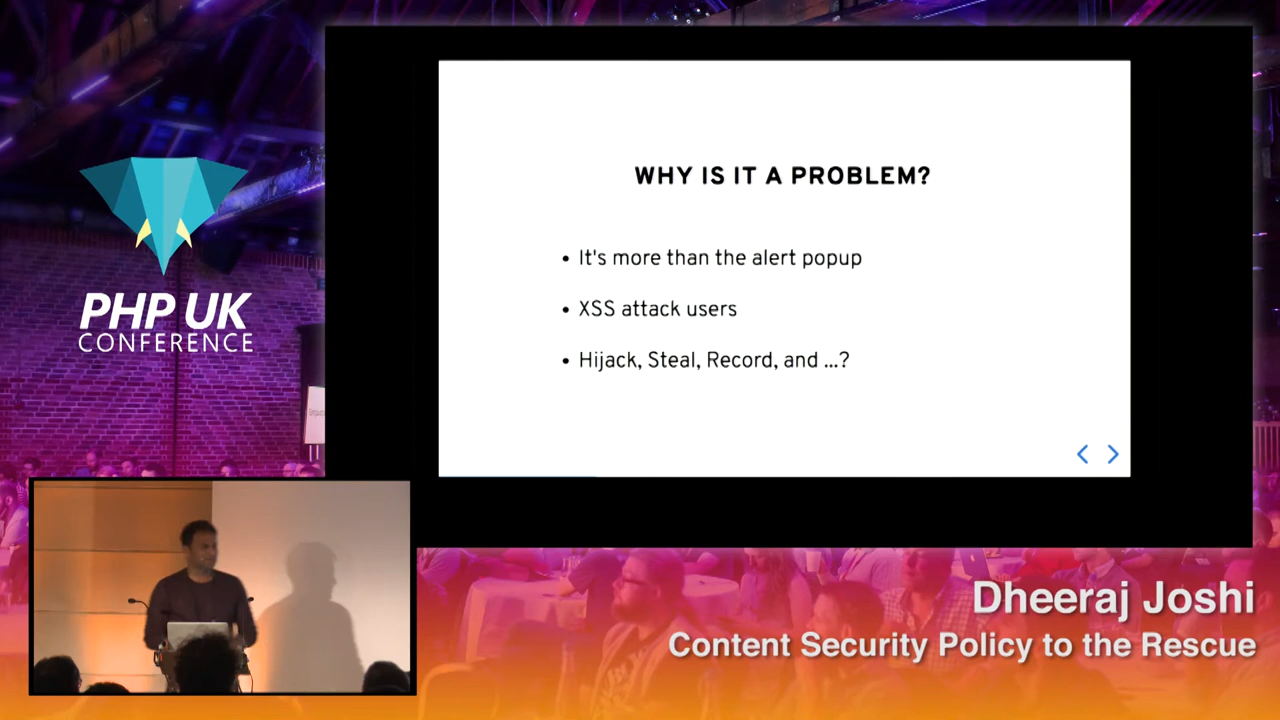 PHP UK
CONFERENCE
WHY IS IT A PROBLEM?
• It's more than the alert popup
• XSS attack users
• Hijack, Steal, Record, and ...?
Dheeraj Joshi
Content Security Policy to the Rescue